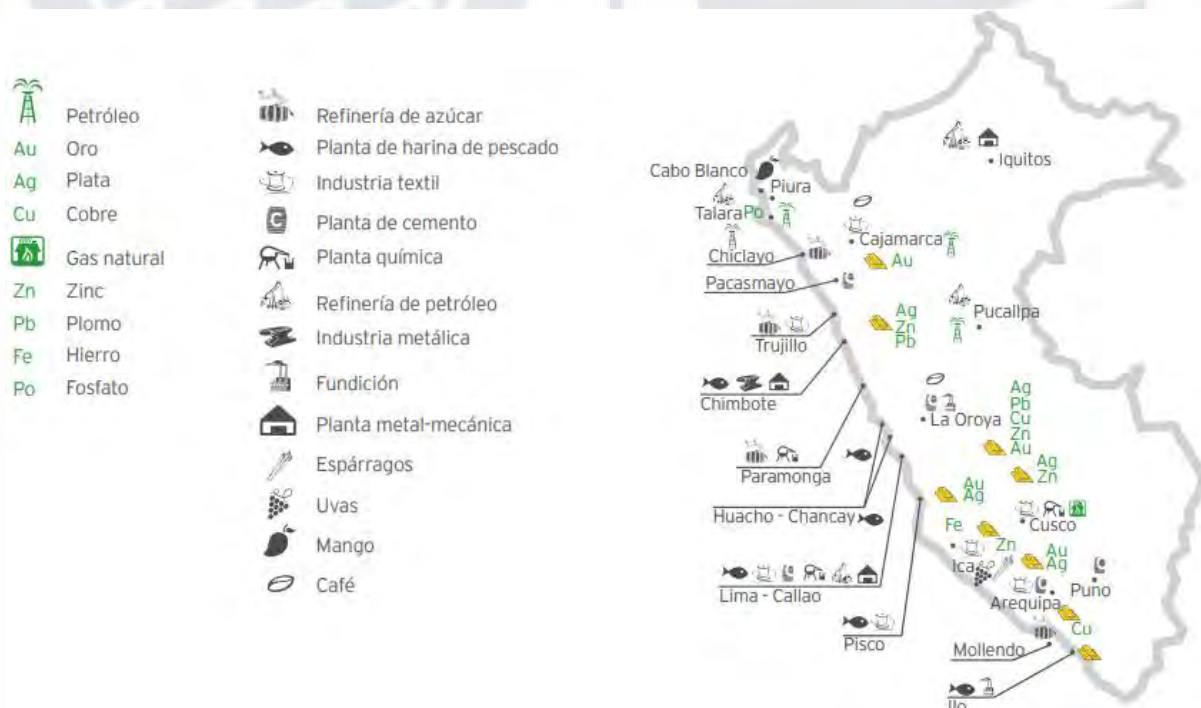 Petróleo
Au Oro
Ag Plata
Cu Cobre
Gas natural
Zn Zinc
Pb Plomo
Fe Hierro
Po Fosfato
Refinería de azúcar
Planta de harina de pescado
Industria textil
C Planta de cemento
Planta química
Refinería de petróleo
Industria metálica
Fundición
Planta metal-mecánica
Espárragos
Uvas
Mango
Café
Iquitos
Cabo Blanco
Piura
Talara Po
Cajamarca
Chiclayo
Au
Pacasmayo
Pucallpa
Ag
Zn
Pb
Trujillo
Chimbote
La Oroya
Ag
Pb
Cu
Zn
Au
Ag
Zn
Paramonga
Au
Ag
Huacho - Chancay
Cusco
Fe
Zn
Ica
Au
Ag
Lima - Callao
Puno
Arequipa
Pisco
Cu
Mollendo
Ilo